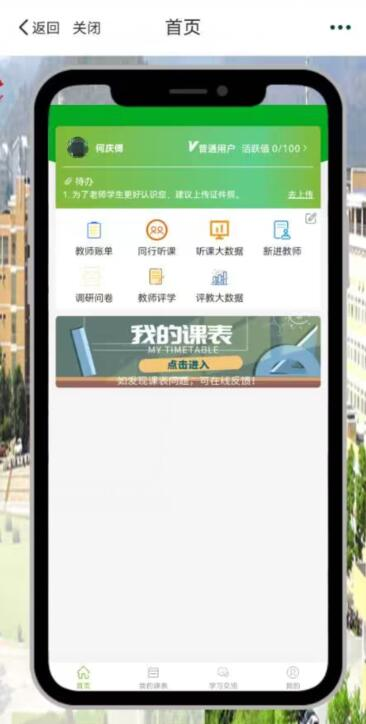 返回 关闭 首页
何庆傅 V普通用户 活跃值 0/100
待办
1. 为了老师学生更好认识您，建议上传证件照。 去上传
教师账单 同行听课 听课大数据 新进教师
调研问卷 教师评学 评教大数据
我的课表
MY TIMETABLE
点击进入
如发现课表问题，可在线反馈！
首页 我的课表 学习交班 我的